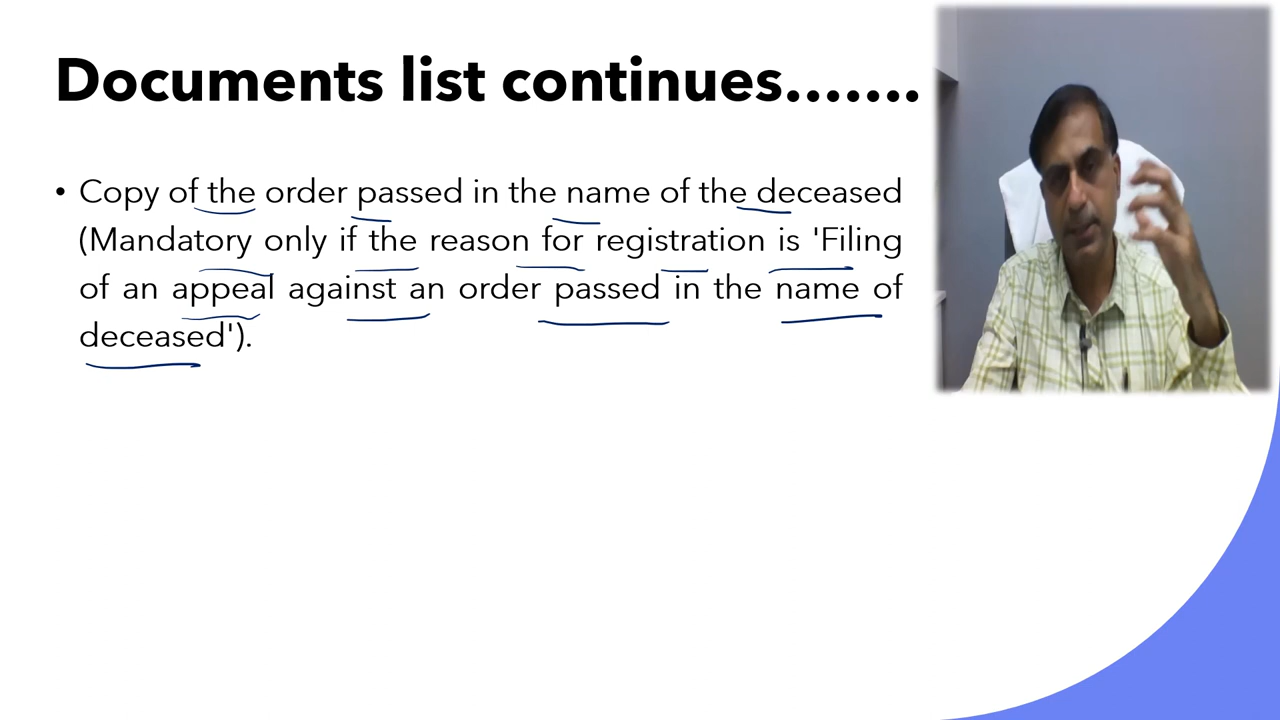 Documents list continues.......
• Copy of the order passed in the name of the deceased
(Mandatory only if the reason for registration is 'Filing
of an appeal against an order passed in the name of
deceased').